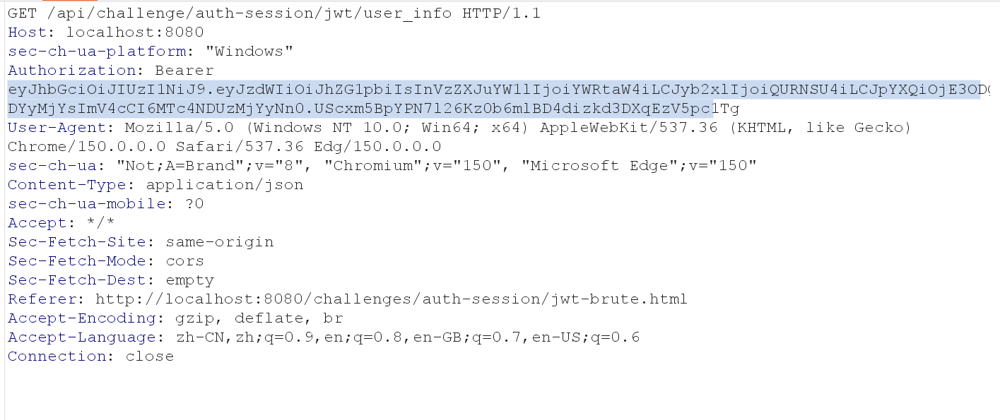 GET /api/challenge/auth-session/jwt/user_info HTTP/1.1
Host: localhost:8080
sec-ch-ua-platform: "Windows"
Authorization: Bearer
eyJhbGciOiJIUzI1NiJ9.eyJzdWIiOiJhZG1pbiIsInVzZXJuYW1lIjoiYWRtaW4iLCJyb2xlIjoiQURNSU4iLCJpYXQiOjE3OD
DYyMjYsImV4cCI6MTc4NDUzMjYyNn0.UScxm5BpYPN7l26Kz0b6mlBD4dizkd3DXqEzV5pc1Tg
User-Agent: Mozilla/5.0 (Windows NT 10.0; Win64; x64) AppleWebKit/537.36 (KHTML, like Gecko)
Chrome/150.0.0.0 Safari/537.36 Edg/150.0.0.0
sec-ch-ua: "Not;A=Brand";v="8", "Chromium";v="150", "Microsoft Edge";v="150"
Content-Type: application/json
sec-ch-ua-mobile: ?0
Accept: */*
Sec-Fetch-Site: same-origin
Sec-Fetch-Mode: cors
Sec-Fetch-Dest: empty
Referer: http://localhost:8080/challenges/auth-session/jwt-brute.html
Accept-Encoding: gzip, deflate, br
Accept-Language: zh-CN,zh;q=0.9,en;q=0.8,en-GB;q=0.7,en-US;q=0.6
Connection: close